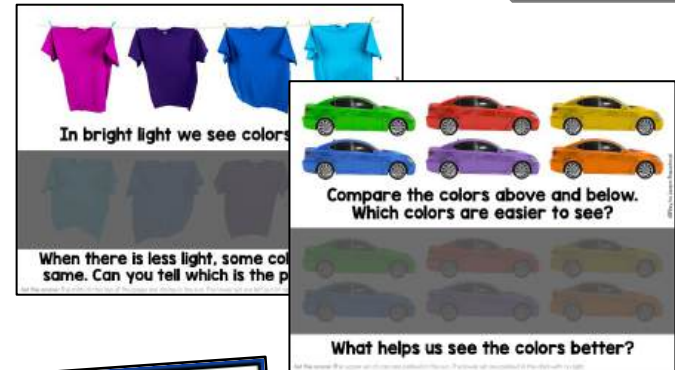 In bright light we see colors
When there is less light, some col
same. Can you tell which is the p
Compare the colors above and below.
Which colors are easier to see?
What helps us see the colors better?